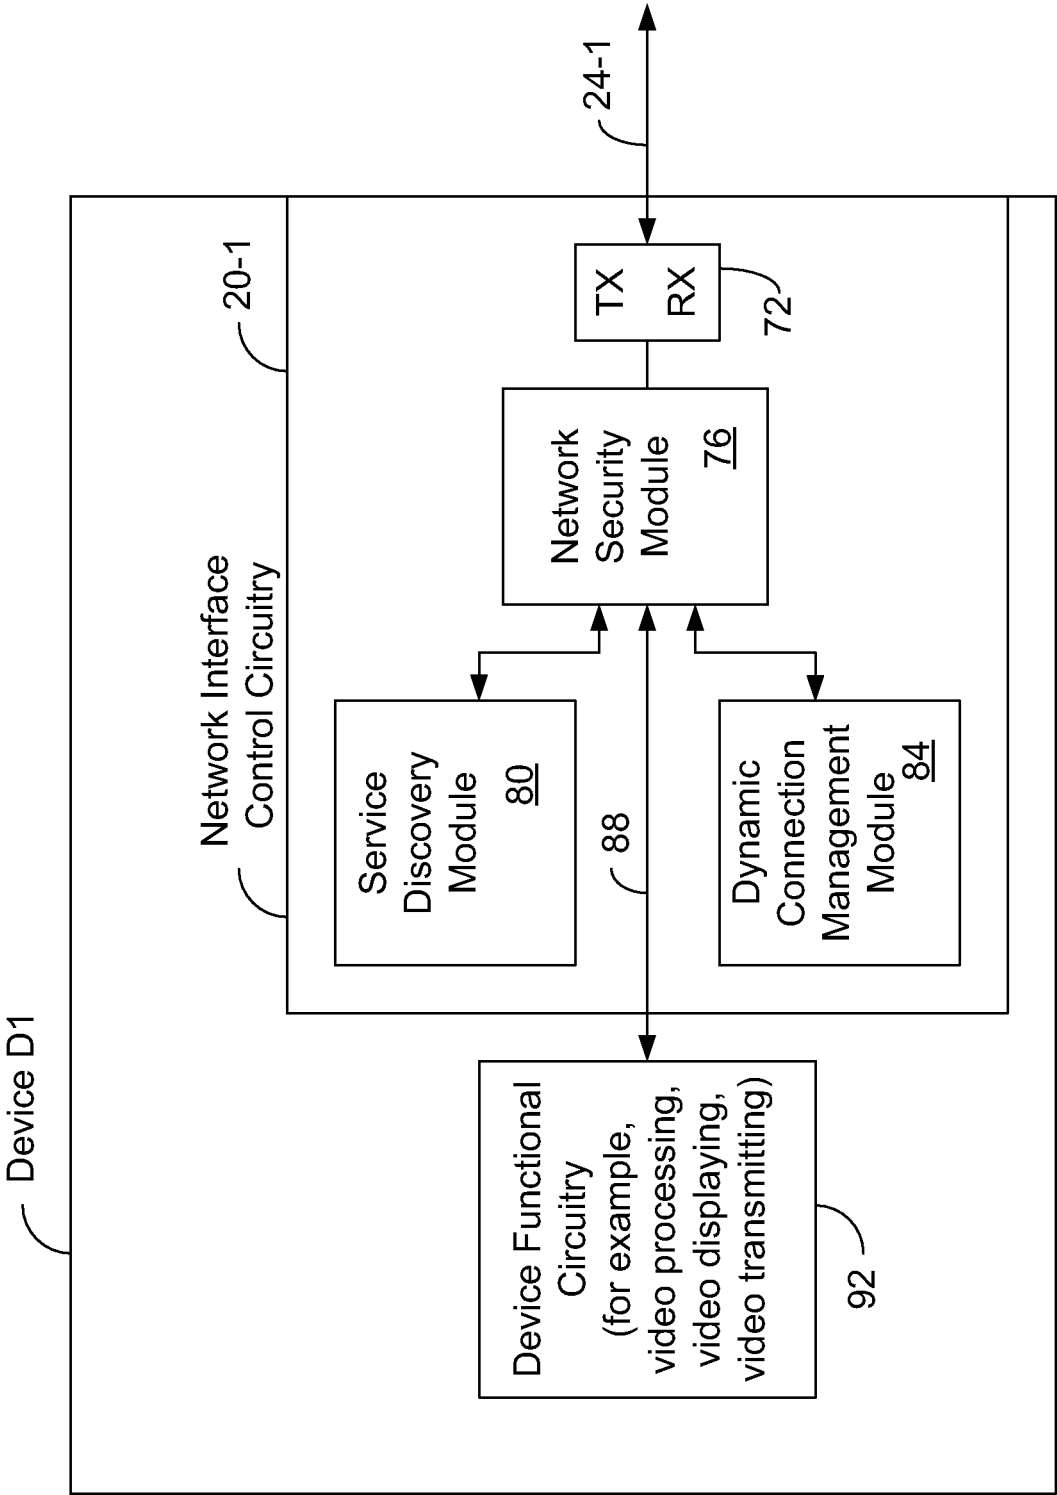 Device D1
Network Interface
Control Circuitry
20-1
Device Functional
Circuitry
(for example,
video processing,
video displaying,
video transmitting)
92
Service
Discovery
Module
80
88
Dynamic
Connection
Management
Module
84
Network
Security
Module
76
TX
RX
72
24-1